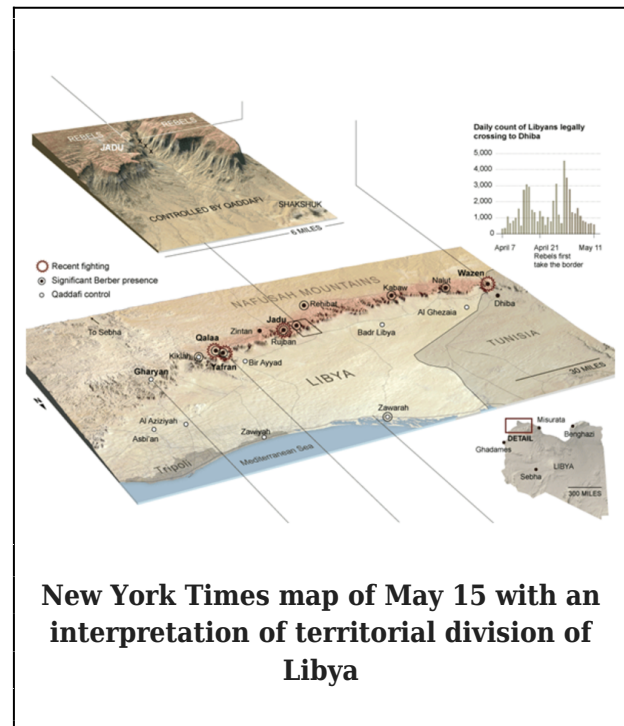 REBELS
REBELS
JADU
CONTROLLED BY QADDAFI
SHAKSHUK
6 MILES
Daily count of Libyans legally
crossing to Dhiba
5,000
4,000
3,000
2,000
1,000
0
April 7
April 21
May 11
Rebels first
take the border
Recent fighting
Significant Berber presence
Qaddafi control
NAFUSAH MOUNTAINS
Wazen
Nalut
Kabaw
Rehibat
Dhiba
Al Ghezaia
To Sebha
Jadu
Zintan
Rujban
Badr Libya
Qalaa
Kiklah
Yafran
Bir Ayyad
TUNISIA
Gharyan
LIBYA
30 MILES
N
Zawarah
Al Aziziyah
Asbi'an
Zawiyah
Tripoli
Mediterranean Sea
Misurata
DETAIL
Benghazi
Ghadames
LIBYA
Sebha
300 MILES
New York Times map of May 15 with an
interpretation of territorial division of
Libya